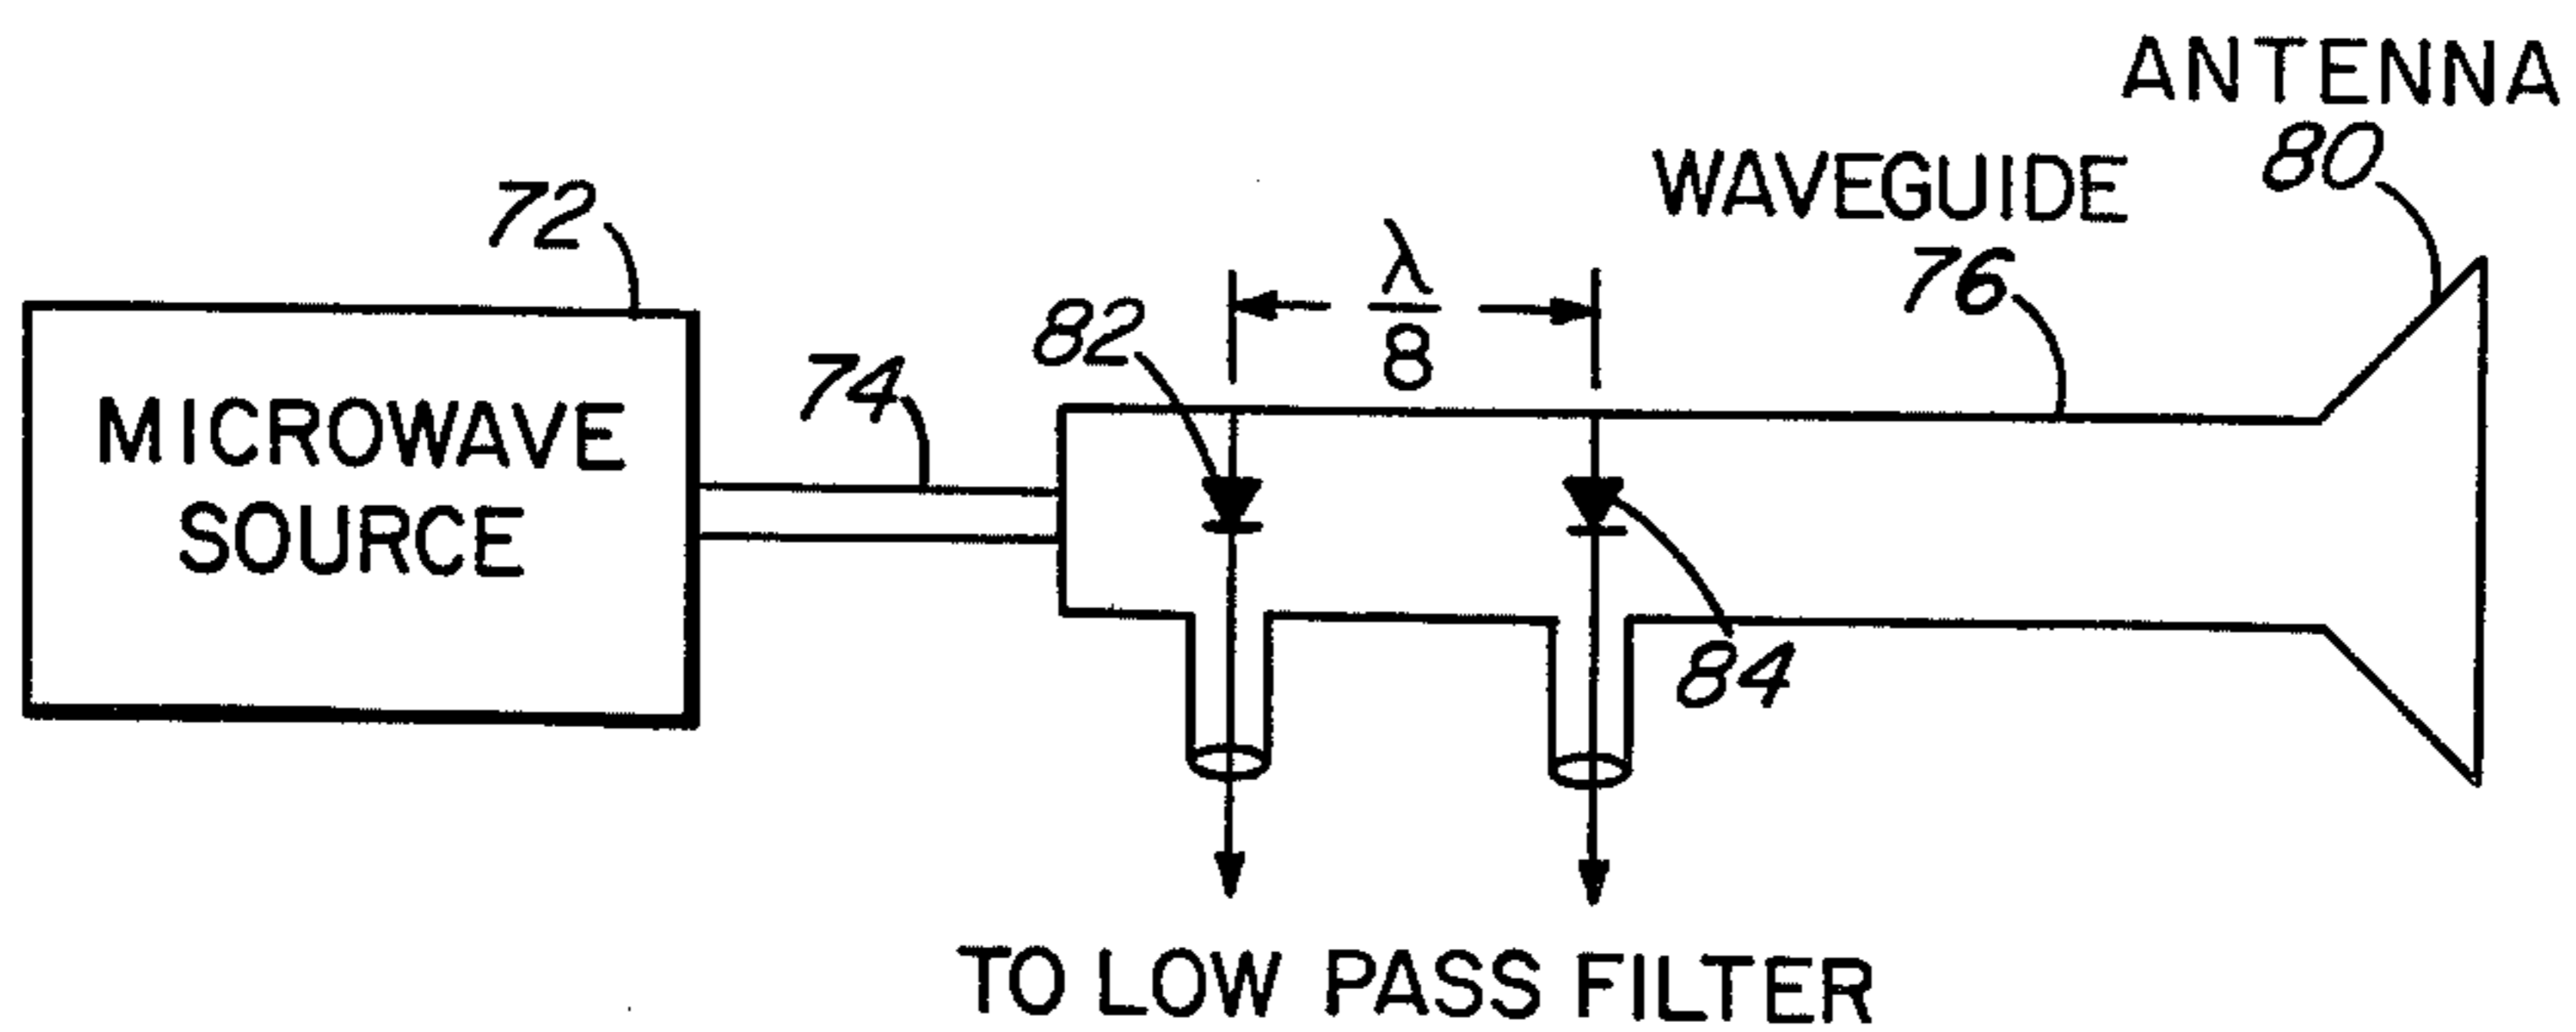 ANTENNA
80
WAVEGUIDE
76
72
λ
8
82
74
MICROWAVE
SOURCE
84
TO LOW PASS FILTER